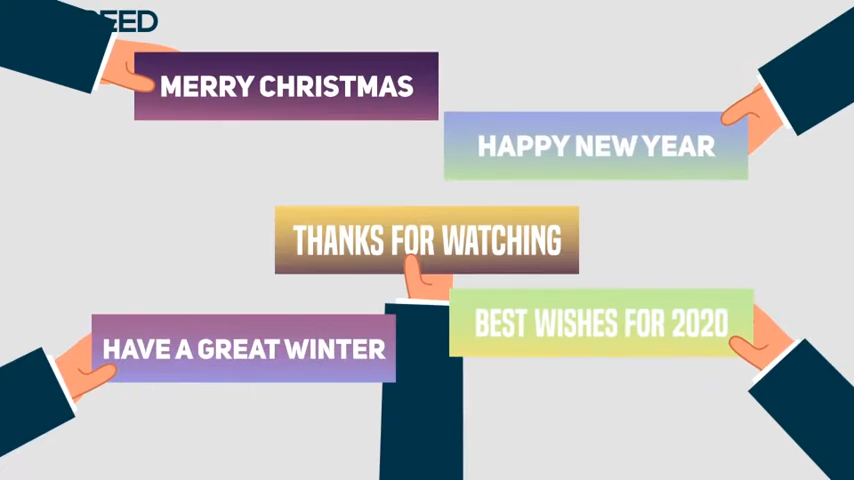 MERRY CHRISTMAS
HAPPY NEW YEAR
THANKS FOR WATCHING
BEST WISHES FOR 2020
HAVE A GREAT WINTER